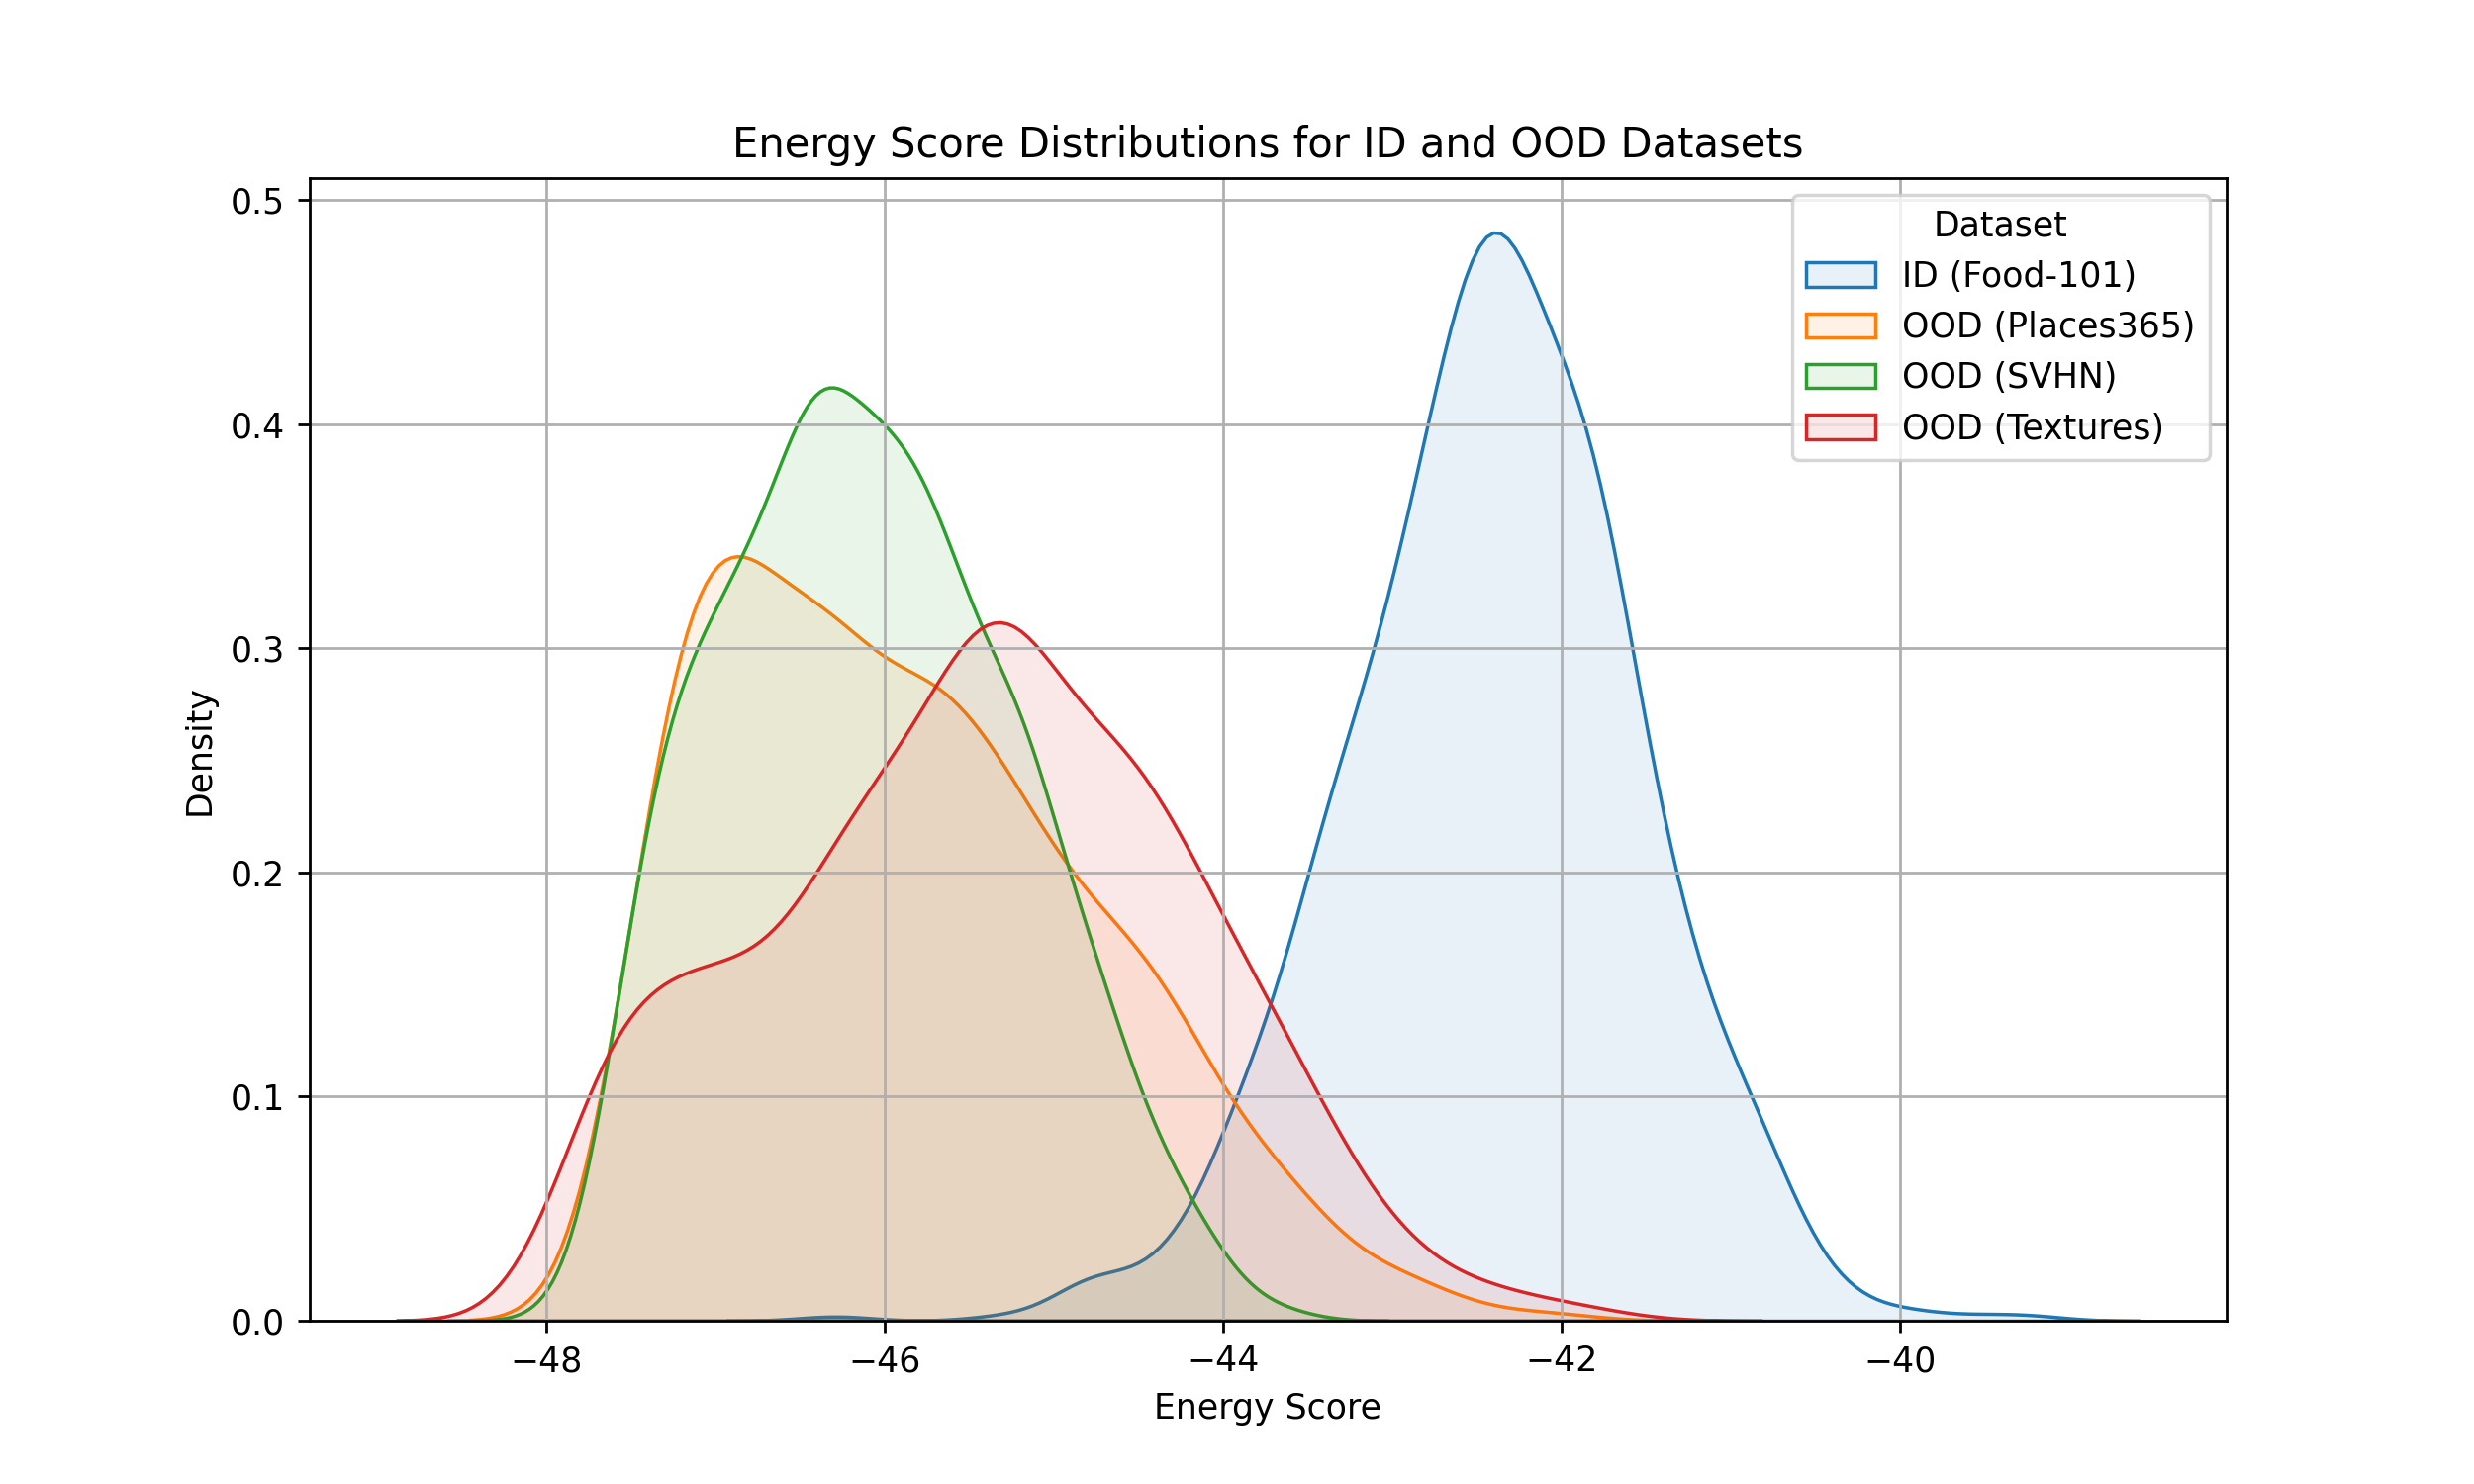 Energy Score Distributions for ID and OOD Datasets
0.5
0.4
0.3
0.2
0.1
0.0
Density
Dataset
ID (Food-101)
OOD (Places365)
OOD (SVHN)
OOD (Textures)
−48 −46 −44 −42 −40
Energy Score